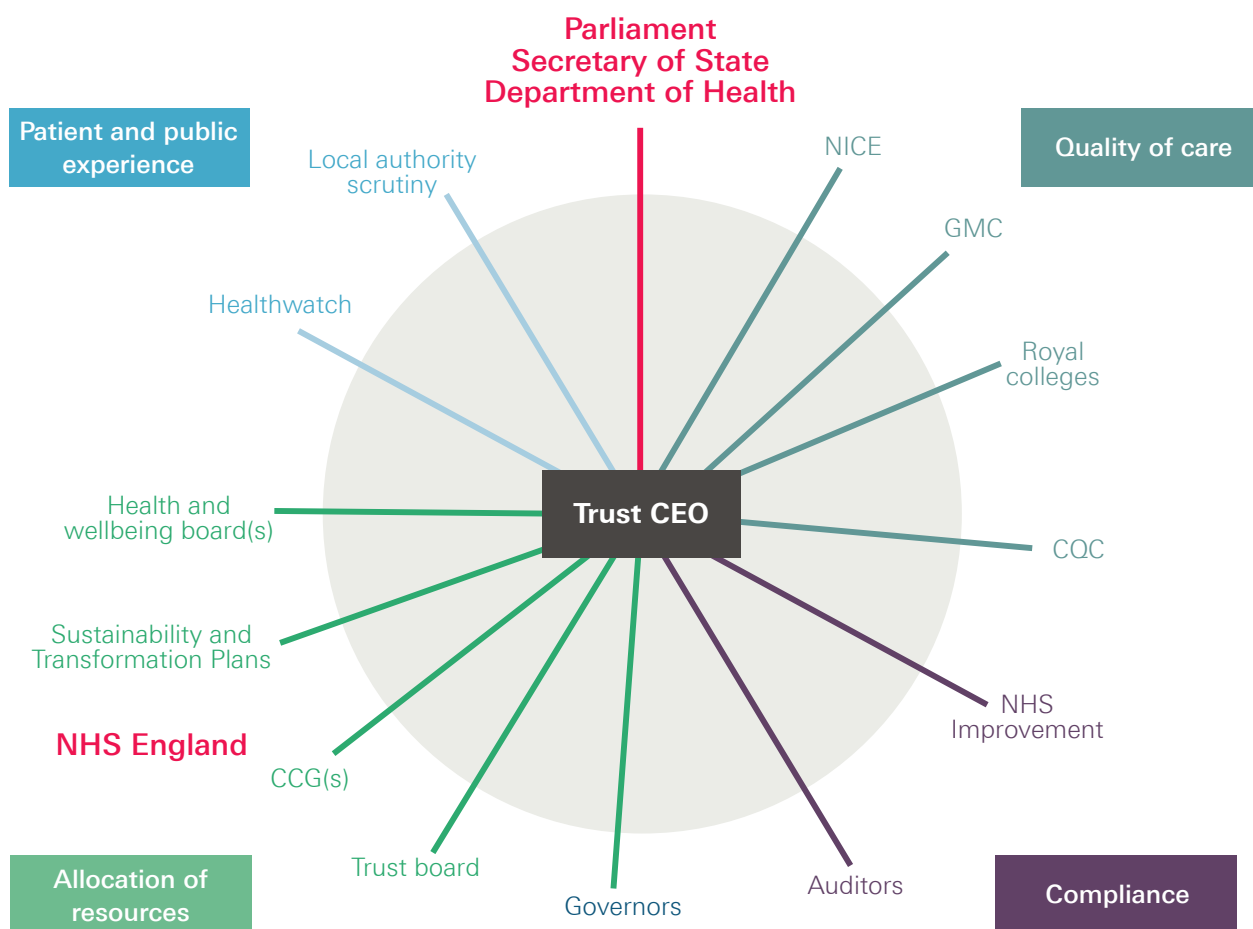 Parliament
Secretary of State
Department of Health
Patient and public
experience
Quality of care
Local authority
scrutiny
NICE
GMC
Healthwatch
Royal
colleges
Health and
wellbeing board(s)
Trust CEO
CQC
Sustainability and
Transformation Plans
NHS England
CCG(s)
NHS
Improvement
Trust board
Governors
Auditors
Allocation of
resources
Compliance